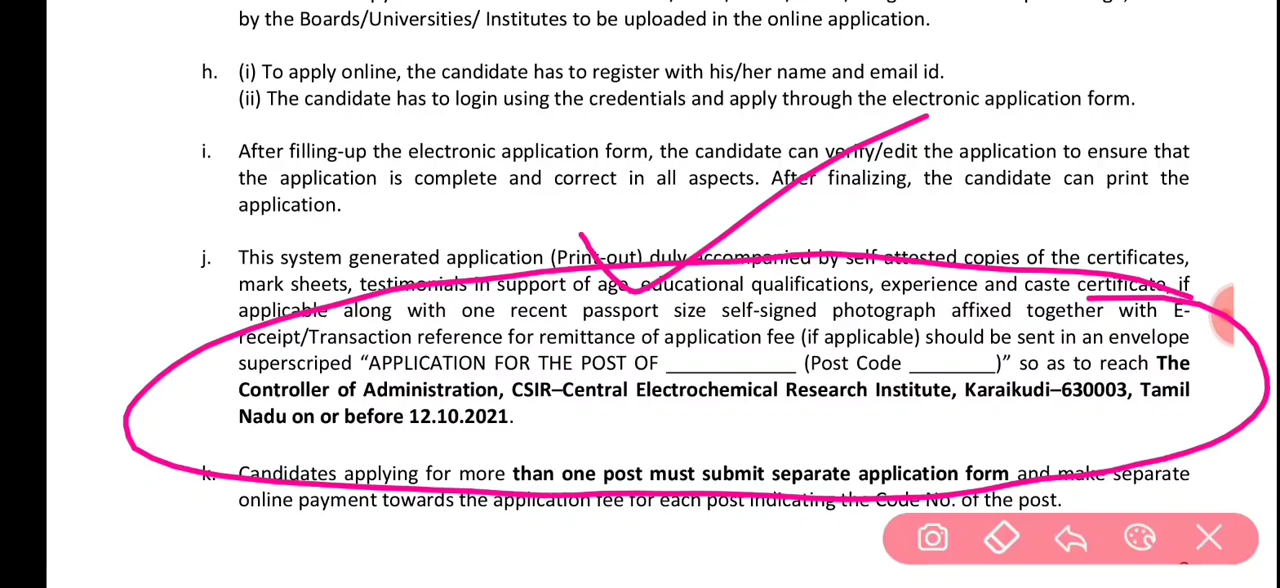 by the Boards/Universities/ Institutes to be uploaded in the online application.
h. (i) To apply online, the candidate has to register with his/her name and email id.
(ii) The candidate has to login using the credentials and apply through the electronic application form.
i. After filling-up the electronic application form, the candidate can verify/edit the application to ensure that
the application is complete and correct in all aspects. After finalizing, the candidate can print the
application.
j. This system generated application (Print-out) duly accompanied by self attested copies of the certificates,
mark sheets, testimonials in support of age, educational qualifications, experience and caste certificate, if
applicable along with one recent passport size self-signed photograph affixed together with E-
receipt/Transaction reference for remittance of application fee (if applicable) should be sent in an envelope
superscriped “APPLICATION FOR THE POST OF _____________ (Post Code _________)” so as to reach The
Controller of Administration, CSIR–Central Electrochemical Research Institute, Karaikudi–630003, Tamil
Nadu on or before 12.10.2021.
k. Candidates applying for more than one post must submit separate application form and make separate
online payment towards the application fee for each post indicating the Code No. of the post.